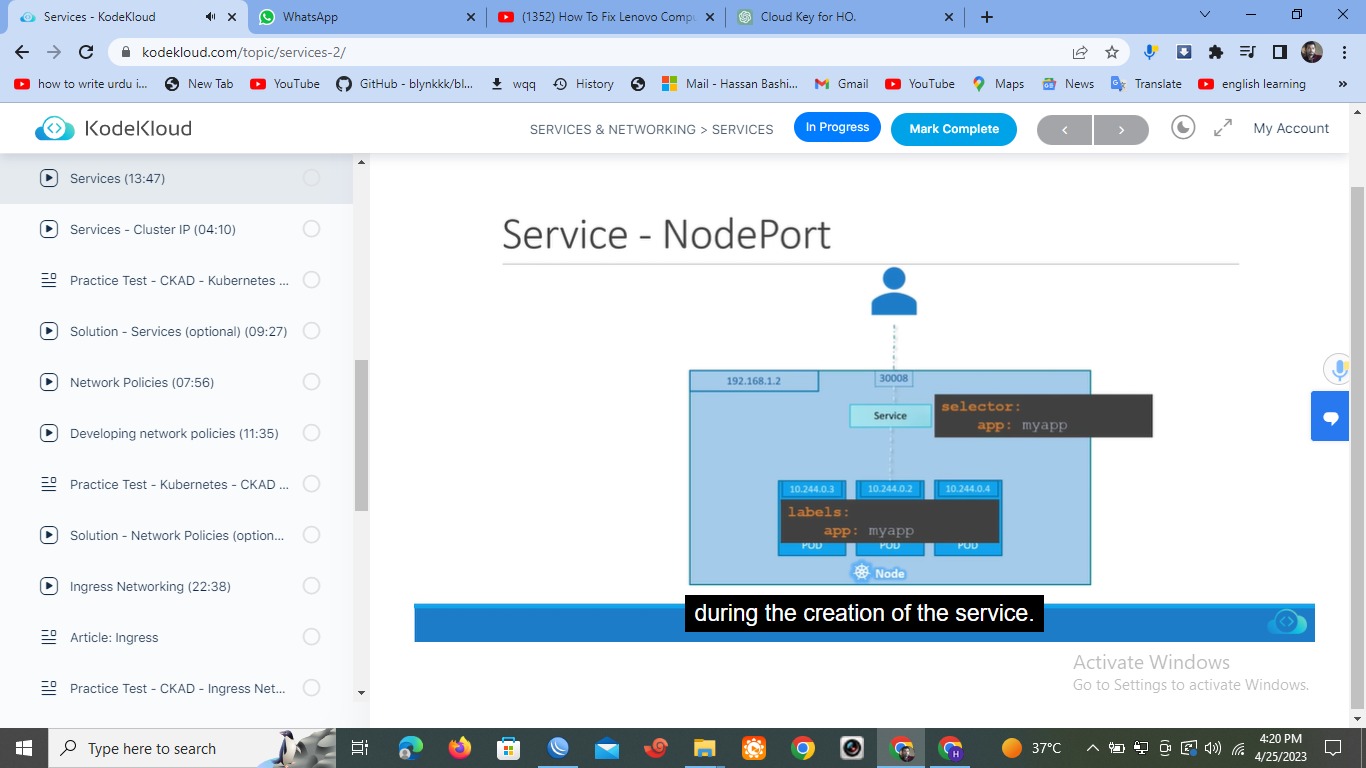 Services - KodeKloud
WhatsApp
(1352) How To Fix Lenovo Compu
Cloud Key for HO.
kodekloud.com/topic/services-2/
how to write urdu i...
New Tab
YouTube
GitHub - blynkkk/bl...
wqq
History
Mail - Hassan Bashi...
Gmail
YouTube
Maps
News
Translate
english learning
»
KodeKloud
SERVICES & NETWORKING > SERVICES
In Progress
Mark Complete
My Account
Services (13:47)
Services - Cluster IP (04:10)
Practice Test - CKAD - Kubernetes ...
Solution - Services (optional) (09:27)
Network Policies (07:56)
Developing network policies (11:35)
Practice Test - Kubernetes - CKAD ...
Solution - Network Policies (option...
Ingress Networking (22:38)
Article: Ingress
Practice Test - CKAD - Ingress Net...
Service - NodePort
192.168.1.2
30008
Service
selector:
app: myapp
10.244.0.3
10.244.0.2
10.244.0.4
labels:
app: myapp
POD
POD
POD
Node
during the creation of the service.
Activate Windows
Go to Settings to activate Windows.
Type here to search
H
37°C
4:20 PM
4/25/2023